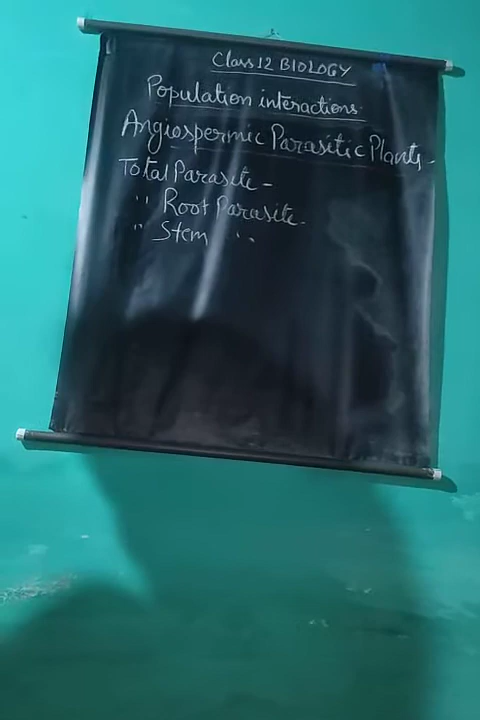 Class 12 BIOLOGY
Population interactions.
Angiospermic Parasitic Plants -
Total Parasite -
" Root Parasite.
" Stem "